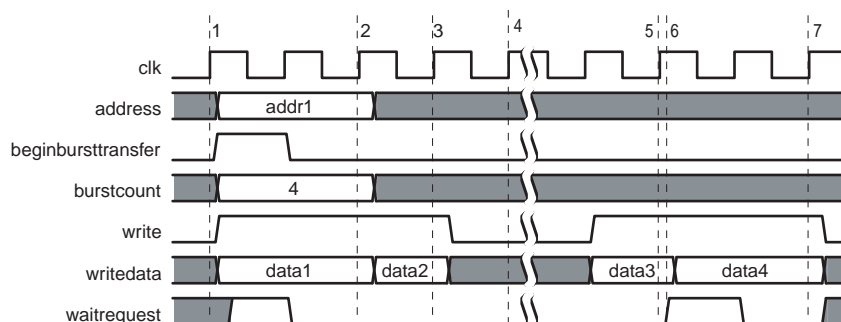 1 2 3 4 5 6 7
clk
address addr1
beginbursttransfer
burstcount 4
write
writedata data1 data2 data3 data4
waitrequest